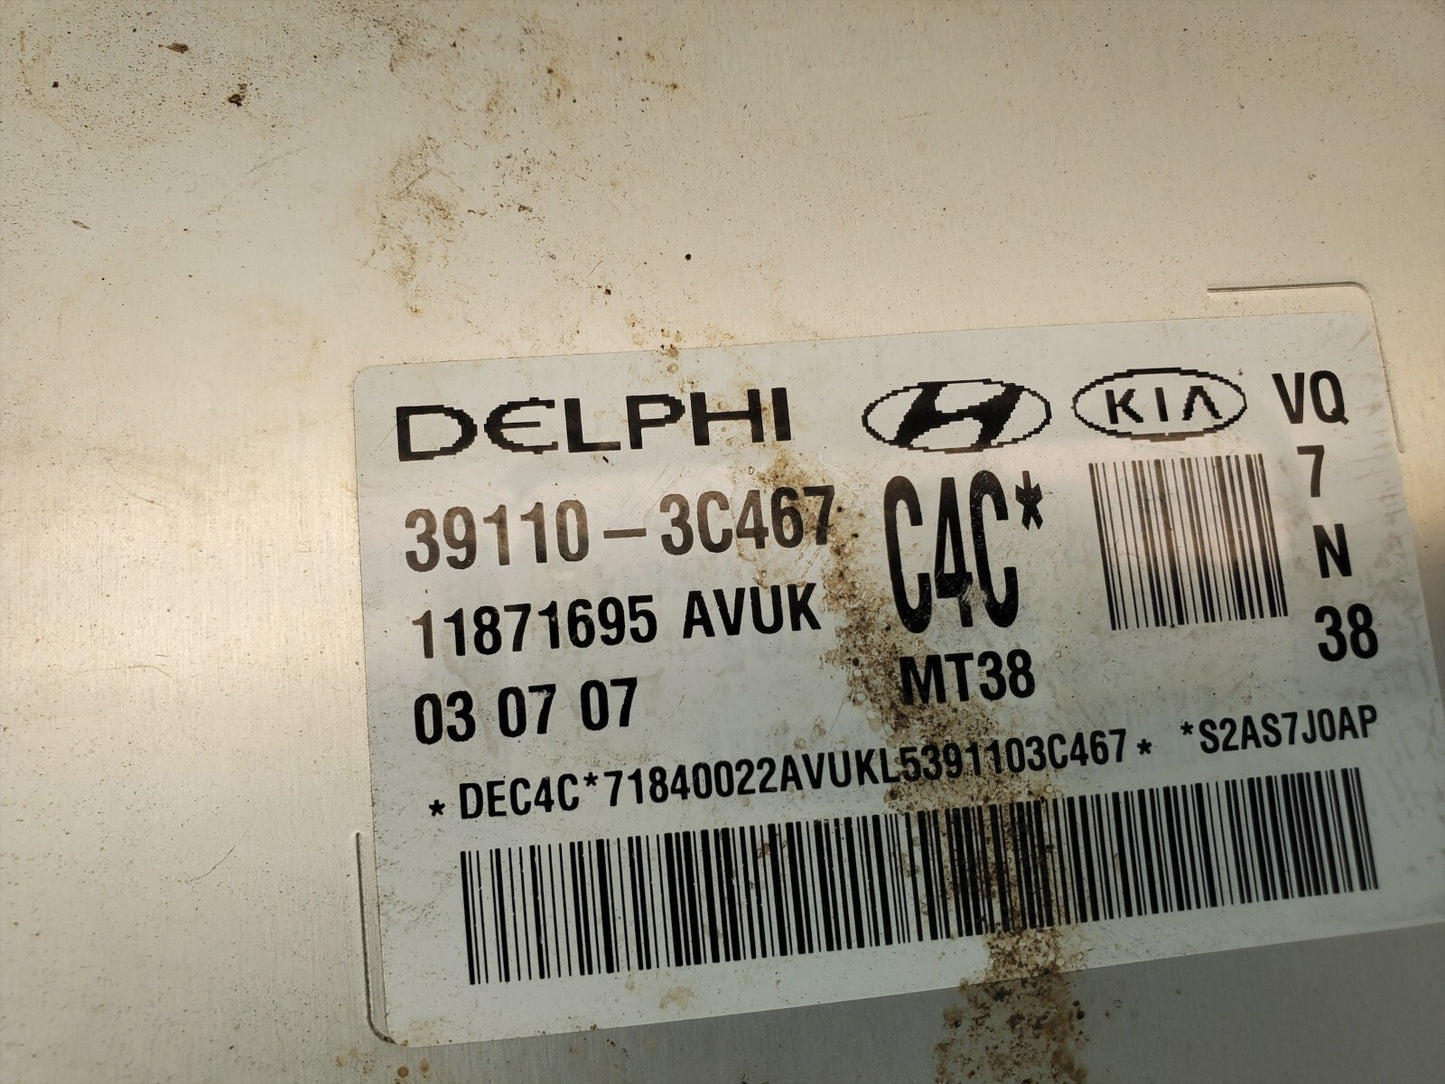 DELPHI KIA VQ
39110-3C467 C4C* 7
11871695 AVUK N
03 07 07 MT38 38
* DEC4C*71840022AVUKL5391103C467* *S2AS7J0AP